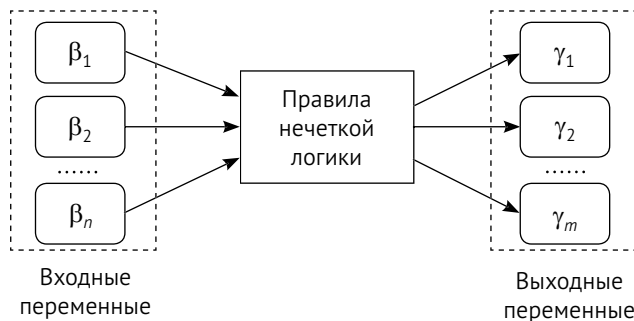 β1
β2
......
βn
Входные
переменные
Правила
нечеткой
логики
γ1
γ2
......
γm
Выходные
переменные